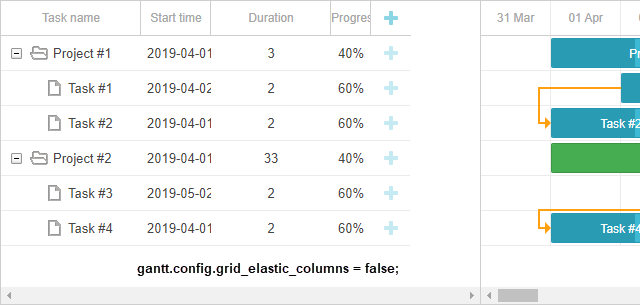 Task name Start time Duration Progres 31 Mar 01 Apr
Project #1 2019-04-01 3 40%
Task #1 2019-04-02 2 60%
Task #2 2019-04-01 2 60% Task #2
Project #2 2019-04-01 33 40%
Task #3 2019-05-02 2 60%
Task #4 2019-04-01 2 60% Task #4
gantt.config.grid_elastic_columns = false;